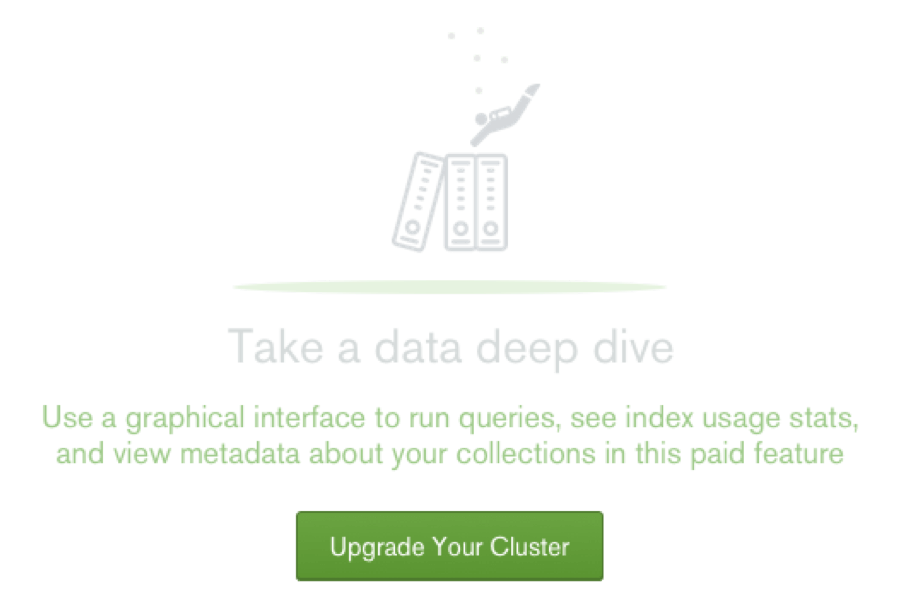 Take a data deep dive
Use a graphical interface to run queries, see index usage stats,
and view metadata about your collections in this paid feature
Upgrade Your Cluster